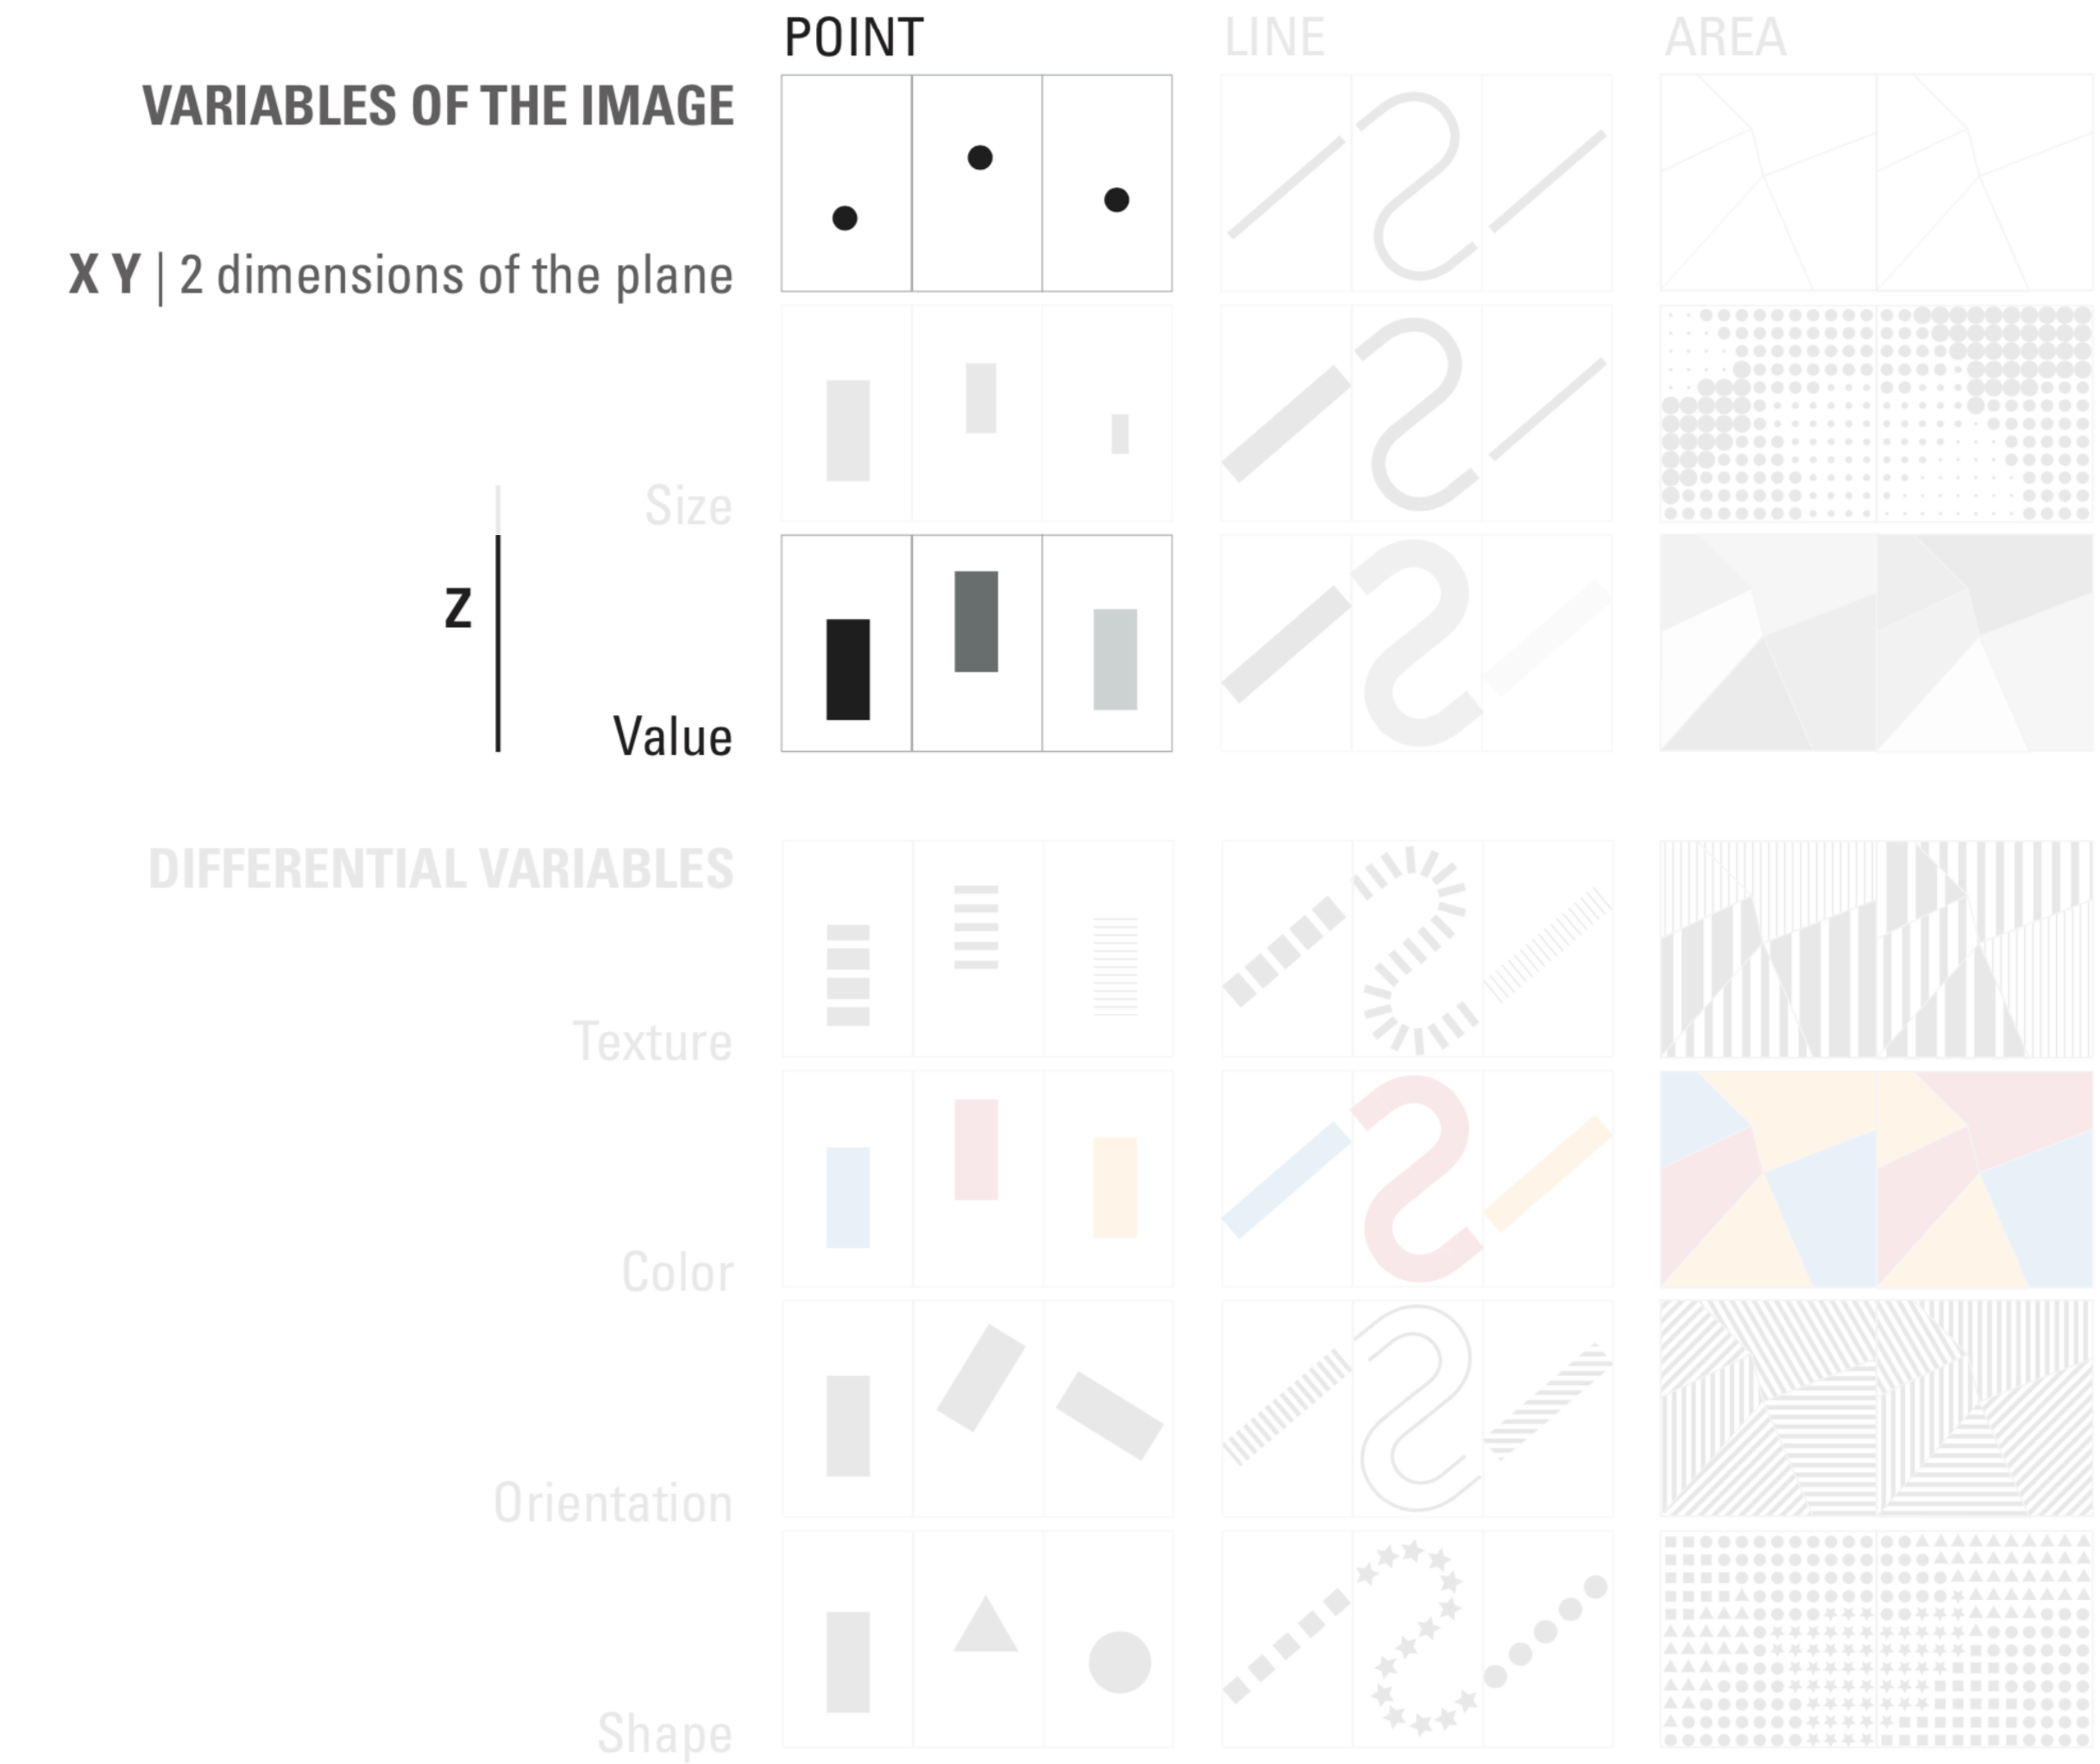 POINT LINE AREA
VARIABLES OF THE IMAGE
X Y | 2 dimensions of the plane
Size
Z
Value
DIFFERENTIAL VARIABLES
Texture
Color
Orientation
Shape